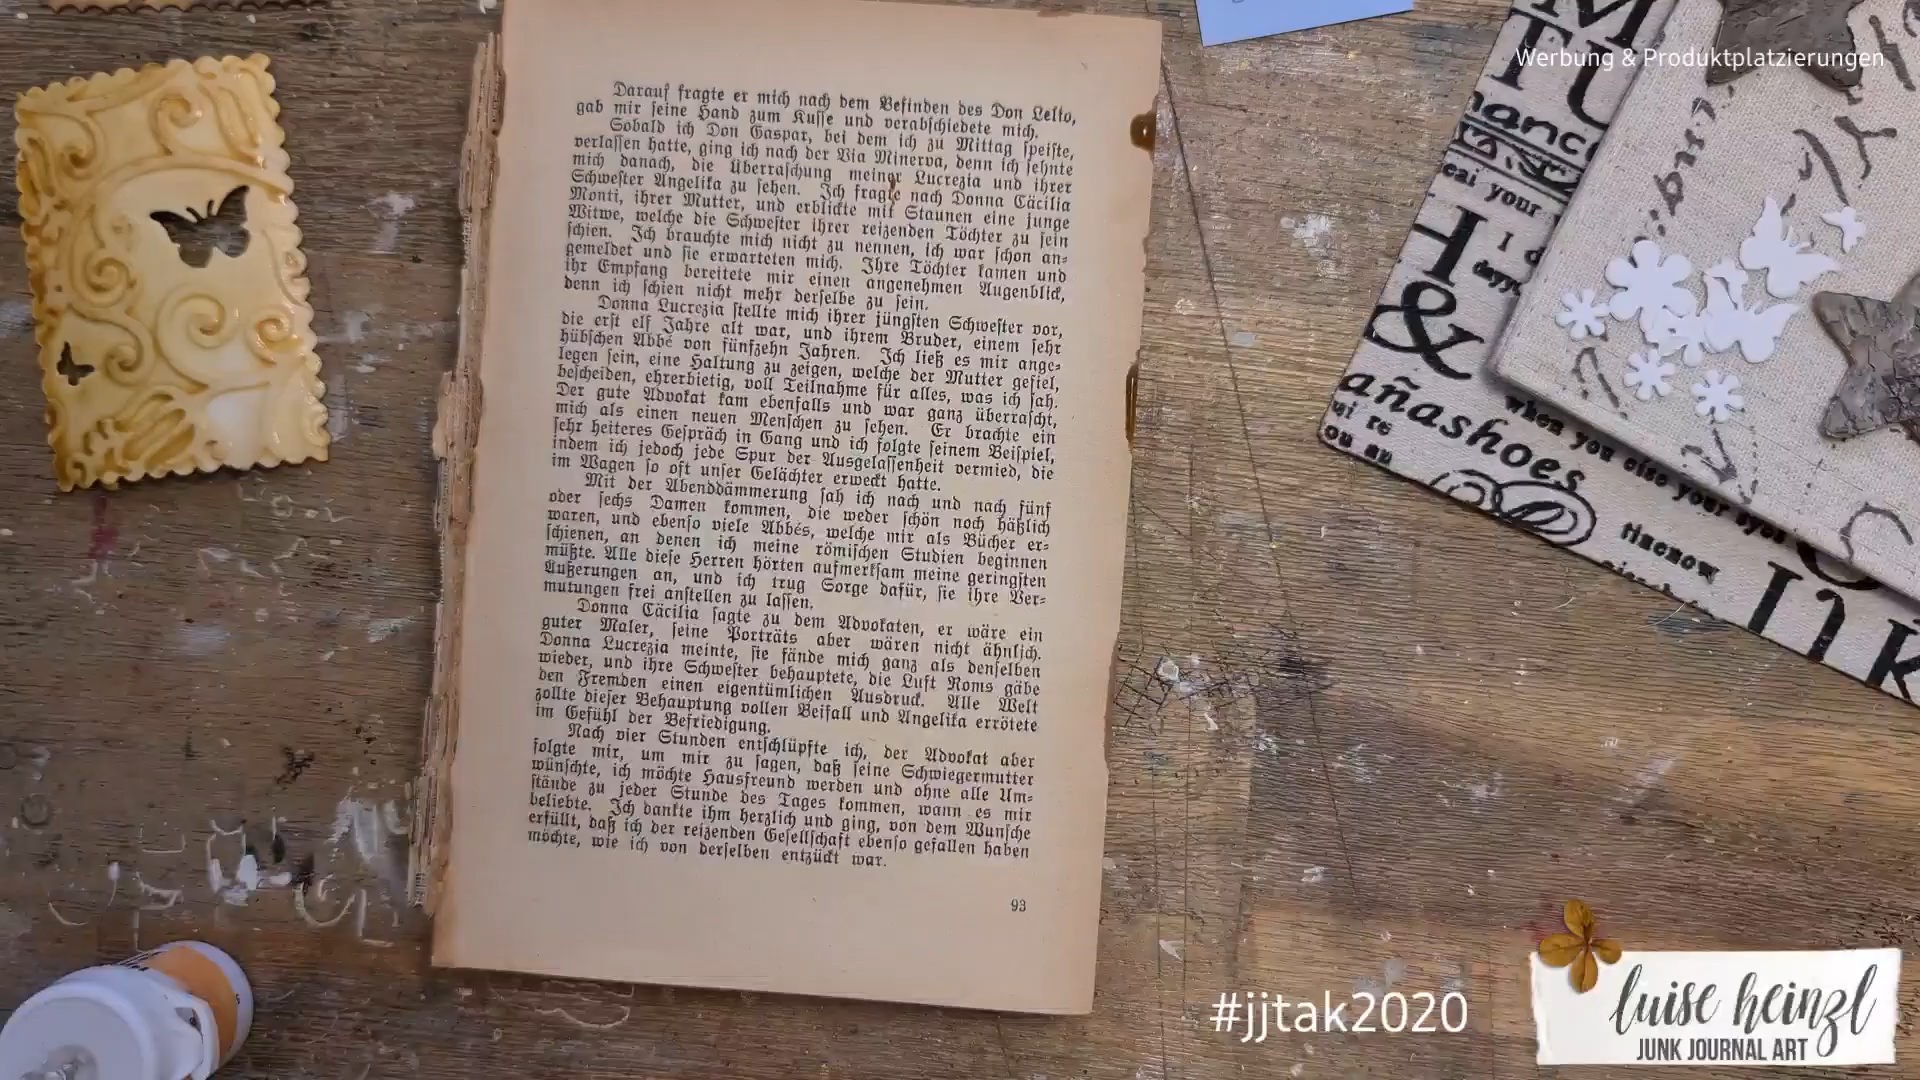 Werbung & Produktplatzierungen
Darauf fragte er mich nach dem Befinden des Don Lelio,
gab mir seine Hand zum Kusse und verabschiedete mich.
Sobald ich Don Gaspar, bei dem ich zu Mittag speiste,
verlassen hatte, ging ich nach der Via Minerva, denn ich sehnte
mich danach, die Überraschung meiner Lucrezia und ihrer
Schwester Angelika zu sehen. Ich fragte nach Donna Cäcilia
Monti, ihrer Mutter, und erblickte mit Staunen eine junge
Witwe, welche die Schwester ihrer reizenden Töchter zu sein
schien. Ich brauchte mich nicht zu nennen, ich war schon an-
gemeldet und sie erwarteten mich. Ihre Töchter kamen und
ihr Empfang bereitete mir einen angenehmen Augenblick,
denn ich schien nicht mehr derselbe zu sein.
Donna Lucrezia stellte mich ihrer jüngsten Schwester vor,
die erst elf Jahre alt war, und ihrem Bruder, einem sehr
hübschen Abbé von fünfzehn Jahren. Ich ließ es mir ange-
legen sein, eine Haltung zu zeigen, welche der Mutter gefiel,
bescheiden, ehrerbietig, voll Teilnahme für alles, was ich sah.
Der gute Advokat kam ebenfalls und war ganz überrascht,
mich als einen neuen Menschen zu sehen. Er brachte ein
sehr heiteres Gespräch in Gang und ich folgte seinem Beispiel,
indem ich jedoch jede Spur der Ausgelassenheit vermied, die
im Wagen so oft unser Gelächter erweckt hatte.
Mit der Abenddämmerung sah ich nach und nach fünf
oder sechs Damen kommen, die weder schön noch häßlich
waren, und ebenso viele Abbés, welche mir als Bücher er-
schienen, an denen ich meine römischen Studien beginnen
müßte. Alle diese Herren hörten aufmerksam meine geringsten
Äußerungen an, und ich trug Sorge dafür, sie ihre Ver-
mutungen frei anstellen zu lassen.
Donna Cäcilia sagte zu dem Advokaten, er wäre ein
guter Maler, seine Porträts aber wären nicht ähnlich.
Donna Lucrezia meinte, sie fände mich ganz als denselben
wieder, und ihre Schwester behauptete, die Luft Roms gäbe
den Fremden einen eigentümlichen Ausdruck. Alle Welt
zollte dieser Behauptung vollen Beifall und Angelika errötete
im Gefühl der Befriedigung.
Nach vier Stunden entschlüpfte ich, der Advokat aber
folgte mir, um mir zu sagen, daß seine Schwiegermutter
wünschte, ich möchte Hausfreund werden und ohne alle Um-
stände zu jeder Stunde des Tages kommen, wann es mir
beliebte. Ich dankte ihm herzlich und ging, von dem Wunsche
erfüllt, daß ich der reizenden Gesellschaft ebenso gefallen haben
möchte, wie ich von derselben entzückt war.
93
your
I
H
&
añashoes
when you close your eyes
#jjtak2020
luise heinzl
JUNK JOURNAL ART